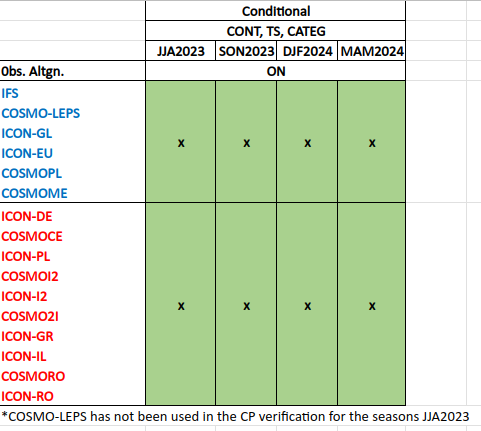 Conditional
CONT, TS, CATEG
JJA2023 SON2023 DJF2024 MAM2024
Obs. Altgn. ON
IFS
COSMO-LEPS
ICON-GL
ICON-EU
COSMOPL
COSMOME
x x x x
ICON-DE
COSMOCE
ICON-PL
COSMOI2
ICON-I2
COSMO2I
ICON-GR
ICON-IL
COSMORO
ICON-RO
x x x x
*COSMO-LEPS has not been used in the CP verification for the seasons JJA2023